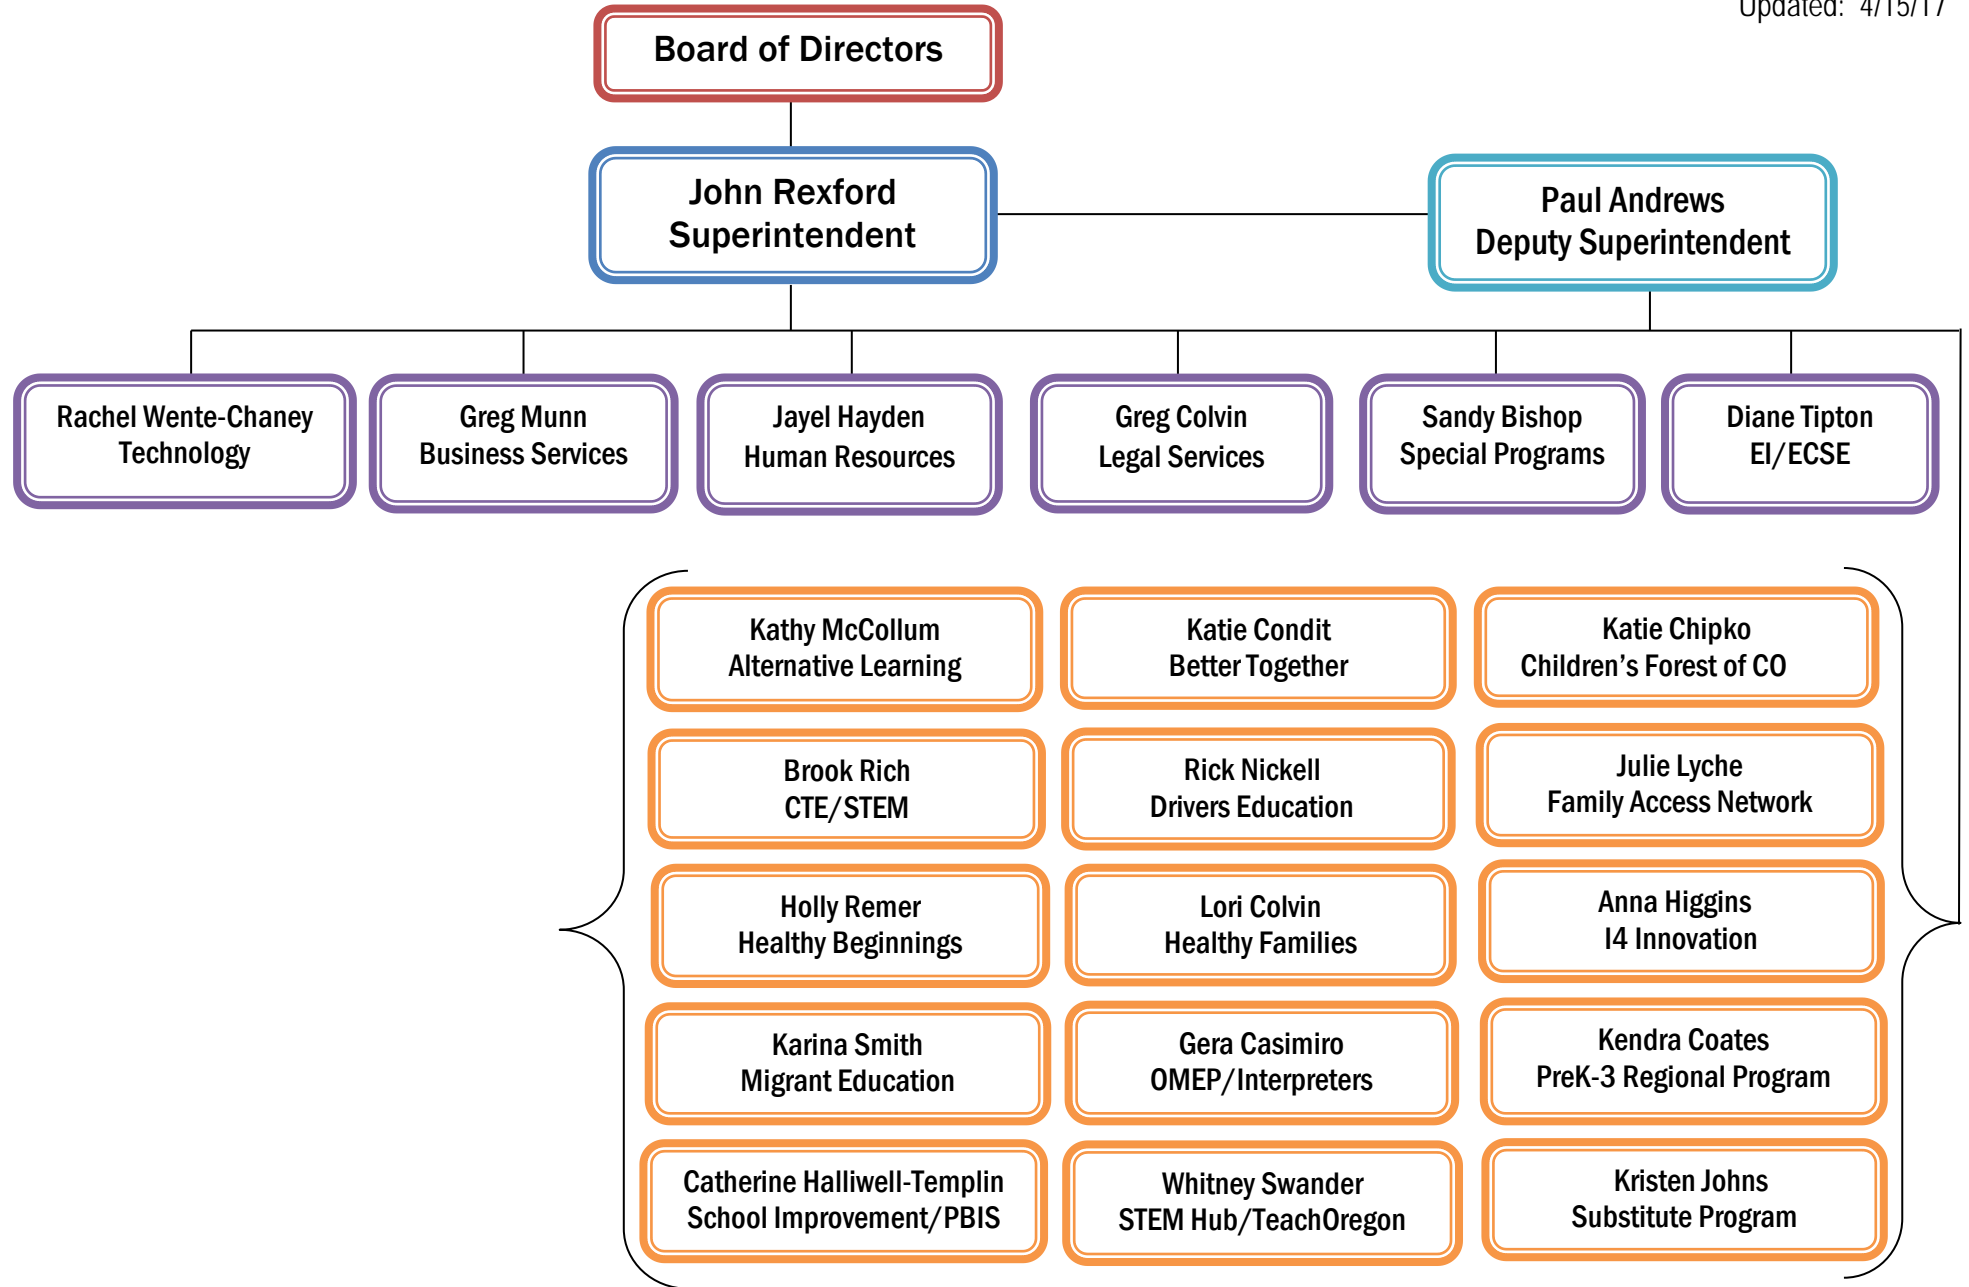 Updated: 4/15/17
Board of Directors
John Rexford
Superintendent
Paul Andrews
Deputy Superintendent
Rachel Wente-Chaney
Technology
Greg Munn
Business Services
Jayel Hayden
Human Resources
Greg Colvin
Legal Services
Sandy Bishop
Special Programs
Diane Tipton
EI/ECSE
Kathy McCollum
Alternative Learning
Katie Condit
Better Together
Katie Chipko
Children’s Forest of CO
Brook Rich
CTE/STEM
Rick Nickell
Drivers Education
Julie Lyche
Family Access Network
Holly Remer
Healthy Beginnings
Lori Colvin
Healthy Families
Anna Higgins
I4 Innovation
Karina Smith
Migrant Education
Gera Casimiro
OMEP/Interpreters
Kendra Coates
PreK-3 Regional Program
Catherine Halliwell-Templin
School Improvement/PBIS
Whitney Swander
STEM Hub/TeachOregon
Kristen Johns
Substitute Program